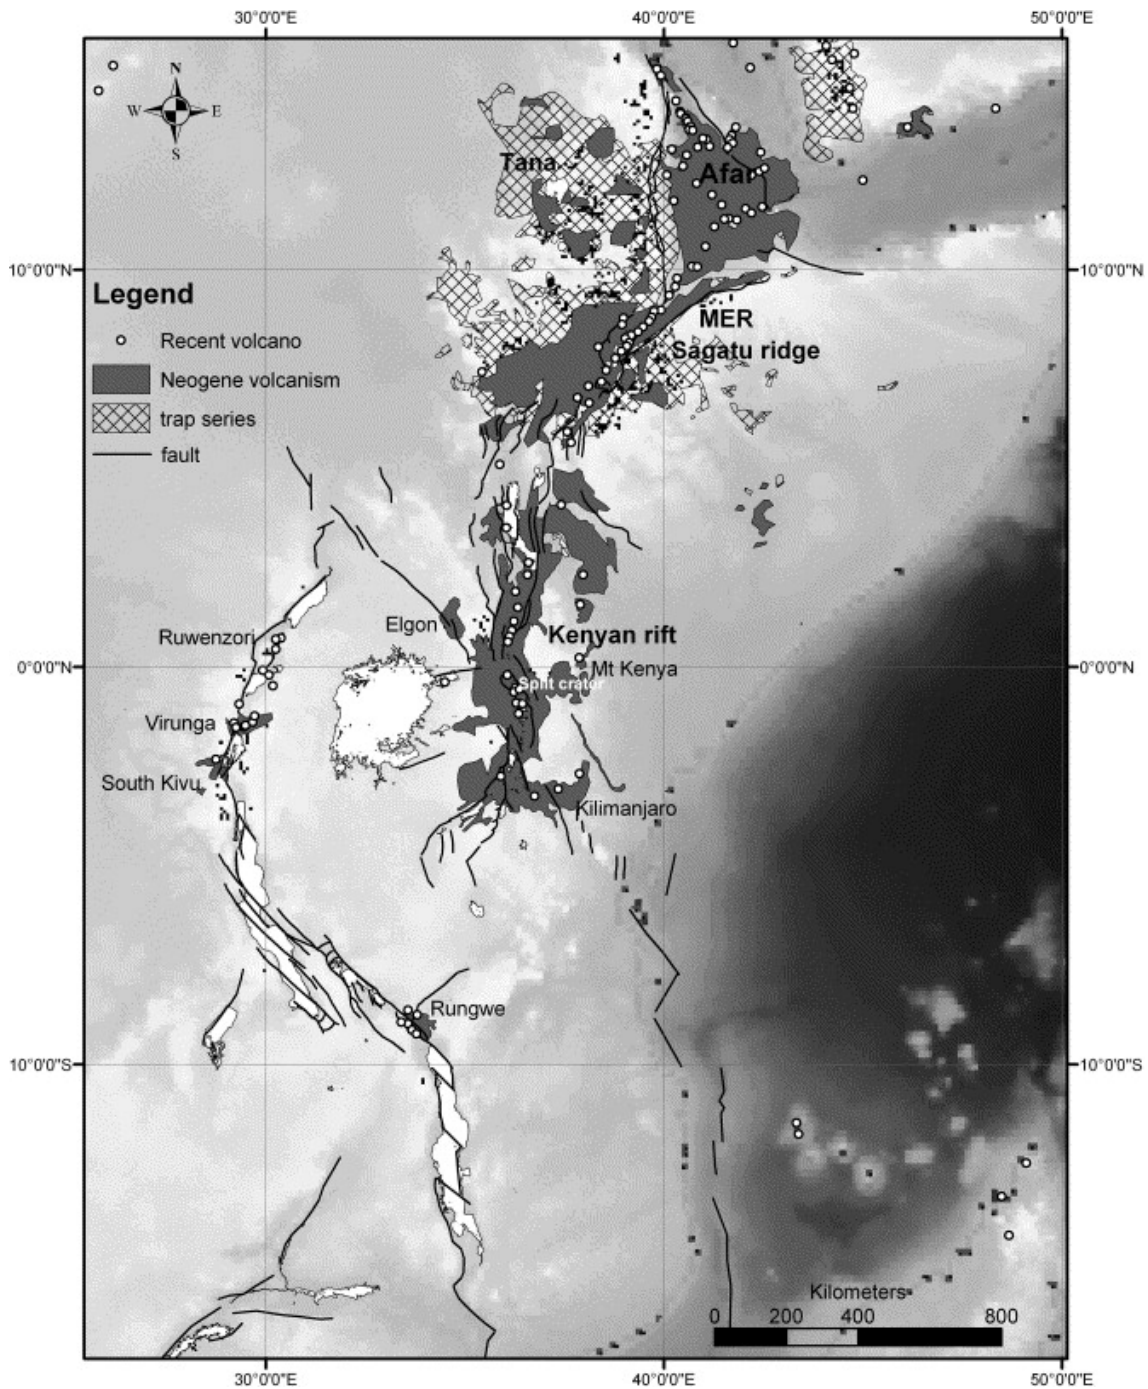 30°0'0"E 40°0'0"E 50°0'0"E
N
W E
S
Tana
Afar
10°0'0"N 10°0'0"N
Legend
Recent volcano
Neogene volcanism
trap series
fault
MER
Sagatu ridge
Ruwenzori
Elgon
Kenyan rift
0°0'0"N 0°0'0"N
Mt Kenya
Split crater
Virunga
South Kivu
Kilimanjaro
Rungwe
10°0'0"S 10°0'0"S
Kilometers
0 200 400 800
30°0'0"E 40°0'0"E 50°0'0"E